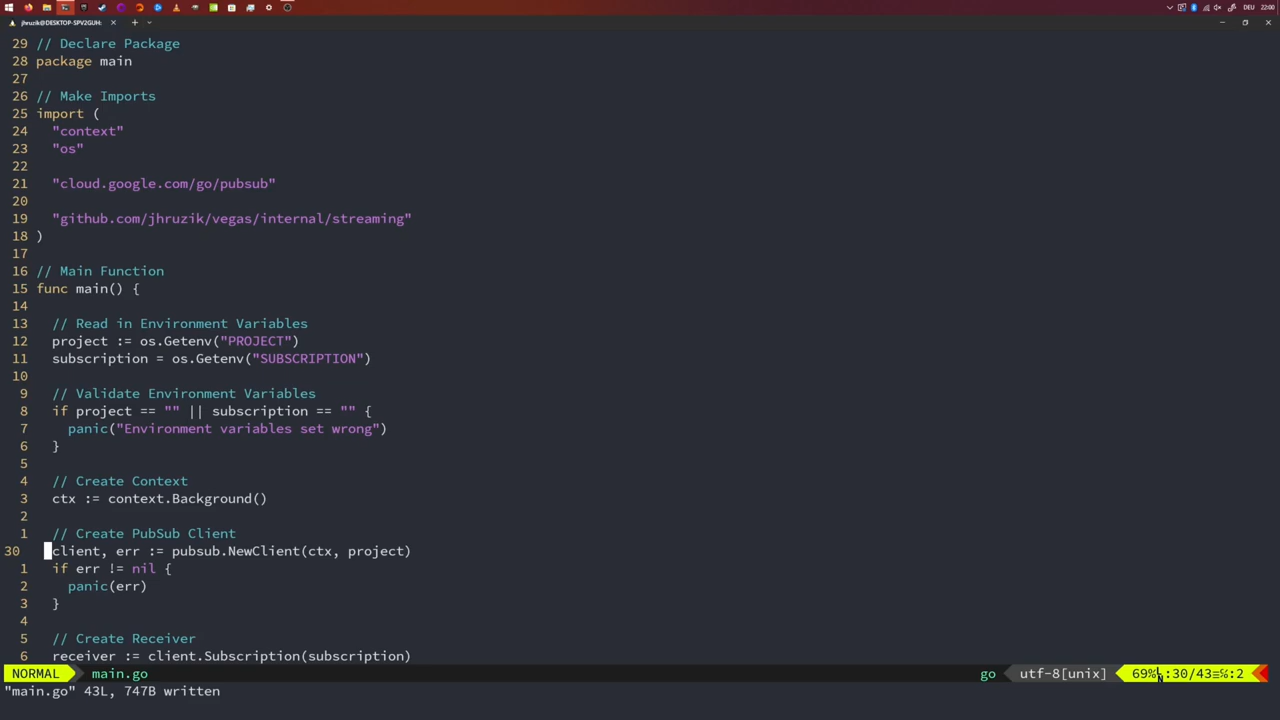 DEU 22:00
jhruzik@DESKTOP-SPV2GUH:
29 // Declare Package
28 package main
27
26 // Make Imports
25 import (
24 "context"
23 "os"
22
21 "cloud.google.com/go/pubsub"
20
19 "github.com/jhruzik/vegas/internal/streaming"
18 )
17
16 // Main Function
15 func main() {
14
13 // Read in Environment Variables
12 project := os.Getenv("PROJECT")
11 subscription = os.Getenv("SUBSCRIPTION")
10
9 // Validate Environment Variables
8 if project == "" || subscription == "" {
7 panic("Environment variables set wrong")
6 }
5
4 // Create Context
3 ctx := context.Background()
2
1 // Create PubSub Client
30 client, err := pubsub.NewClient(ctx, project)
1 if err != nil {
2 panic(err)
3 }
4
5 // Create Receiver
6 receiver := client.Subscription(subscription)
NORMAL main.go go utf-8[unix] 69% :30/43≡℅:2
"main.go" 43L, 747B written